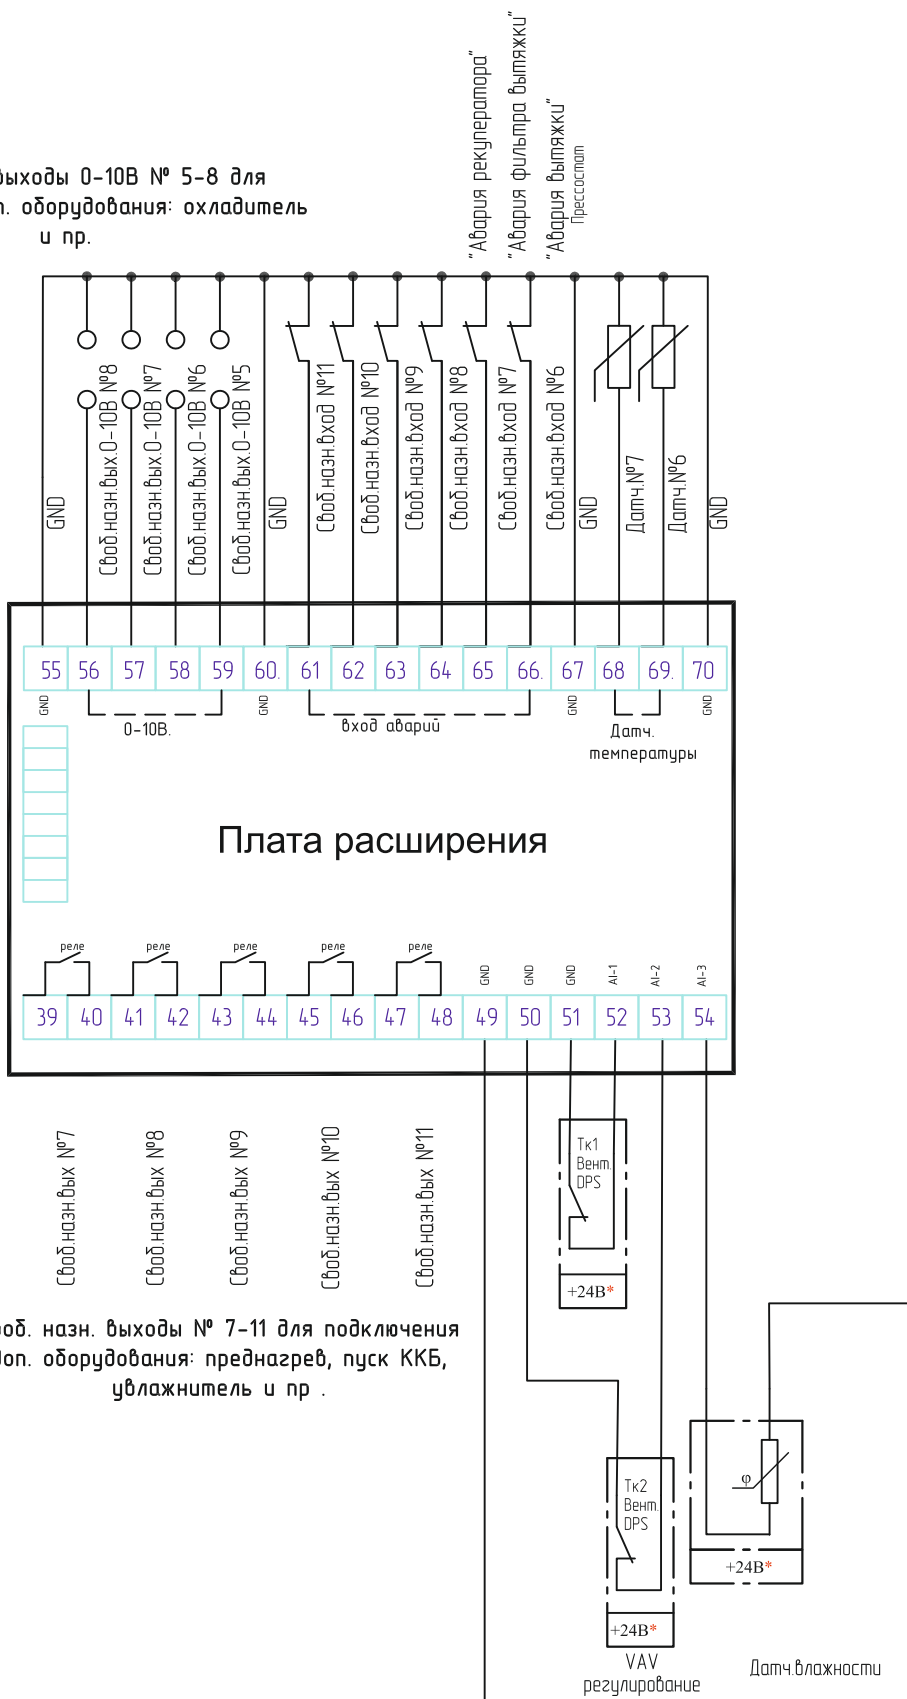 "Авария рекуператора"
"Авария фильтра вытяжки"
"Авария вытяжки"
Прессостат
выходы 0-10В № 5-8 для
оборудования: охладитель
и пр.
GND
Своб.назн.вых.0-10В №8
Своб.назн.вых.0-10В №7
Своб.назн.вых.0-10В №6
Своб.назн.вых.0-10В №5
GND
Своб.назн.вход №11
Своб.назн.вход №10
Своб.назн.вход №9
Своб.назн.вход №8
Своб.назн.вход №7
Своб.назн.вход №6
GND
Датч.№7
Датч.№6
GND
55 56 57 58 59 60. 61 62 63 64 65 66. 67 68 69. 70
GND
0-10В.
GND
вход аварий
GND
Датч.
температуры
GND
Плата расширения
реле реле реле реле реле
GND GND GND AI-1 AI-2 AI-3
39 40 41 42 43 44 45 46 47 48 49 50 51 52 53 54
Своб.назн.вых №7
Своб.назн.вых №8
Своб.назн.вых №9
Своб.назн.вых №10
Своб.назн.вых №11
Тк1
Вент.
DPS
+24В*
назн. выходы № 7-11 для подключения
оборудования: преднагрев, пуск ККБ,
увлажнитель и пр .
Тк2
Вент.
DPS
+24В*
VAV
регулирование
φ
+24В*
Датч.влажности